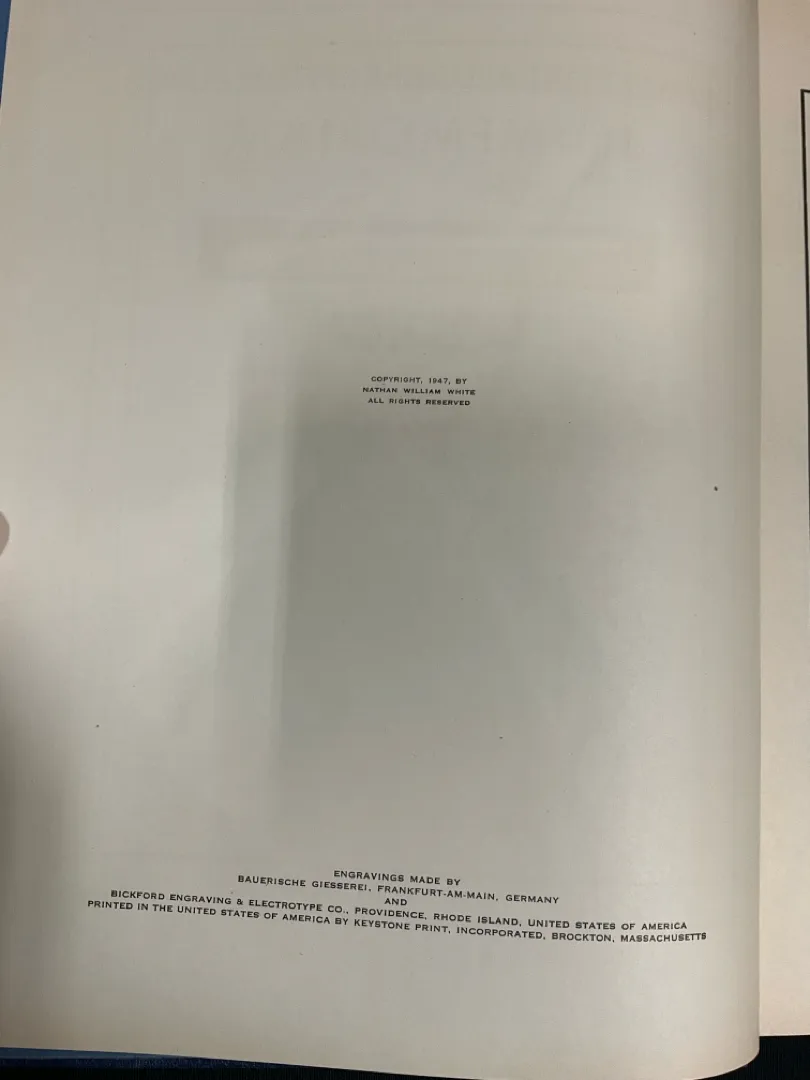 COPYRIGHT, 1947, BY
NATHAN WILLIAM WHITE
ALL RIGHTS RESERVED
ENGRAVINGS MADE BY
BAUERISCHE GIESSEREI, FRANKFURT-AM-MAIN, GERMANY
AND
BICKFORD ENGRAVING & ELECTROTYPE CO., PROVIDENCE, RHODE ISLAND, UNITED STATES OF AMERICA
PRINTED IN THE UNITED STATES OF AMERICA BY KEYSTONE PRINT, INCORPORATED, BROCKTON, MASSACHUSETTS